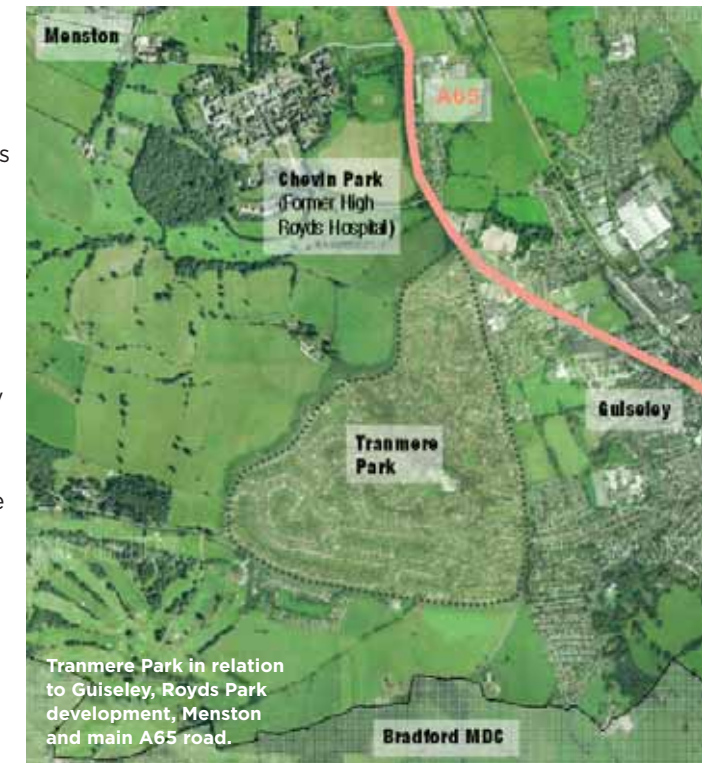 Menston
A65
Chevin Park
(Former High
Royds Hospital)
Guiseley
Tranmere
Park
Tranmere Park in relation
to Guiseley, Royds Park
development, Menston
and main A65 road.
Bradford MDC